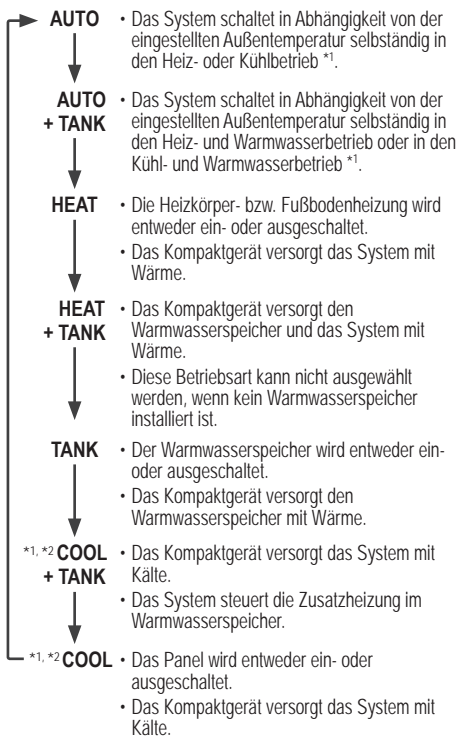 AUTO • Das System schaltet in Abhängigkeit von der
eingestellten Außentemperatur selbständig in
den Heiz- oder Kühlbetrieb *1.
AUTO • Das System schaltet in Abhängigkeit von der
+ TANK eingestellten Außentemperatur selbständig in
den Heiz- und Warmwasserbetrieb oder in den
Kühl- und Warmwasserbetrieb *1.
HEAT • Die Heizkörper- bzw. Fußbodenheizung wird
entweder ein- oder ausgeschaltet.
• Das Kompaktgerät versorgt das System mit
Wärme.
HEAT • Das Kompaktgerät versorgt den
+ TANK Warmwasserspeicher und das System mit
Wärme.
• Diese Betriebsart kann nicht ausgewählt
werden, wenn kein Warmwasserspeicher
installiert ist.
TANK • Der Warmwasserspeicher wird entweder ein-
oder ausgeschaltet.
• Das Kompaktgerät versorgt den
Warmwasserspeicher mit Wärme.
*1, *2 COOL • Das Kompaktgerät versorgt das System mit
+ TANK Kälte.
• Das System steuert die Zusatzheizung im
Warmwasserspeicher.
*1, *2 COOL • Das Panel wird entweder ein- oder
ausgeschaltet.
• Das Kompaktgerät versorgt das System mit
Kälte.